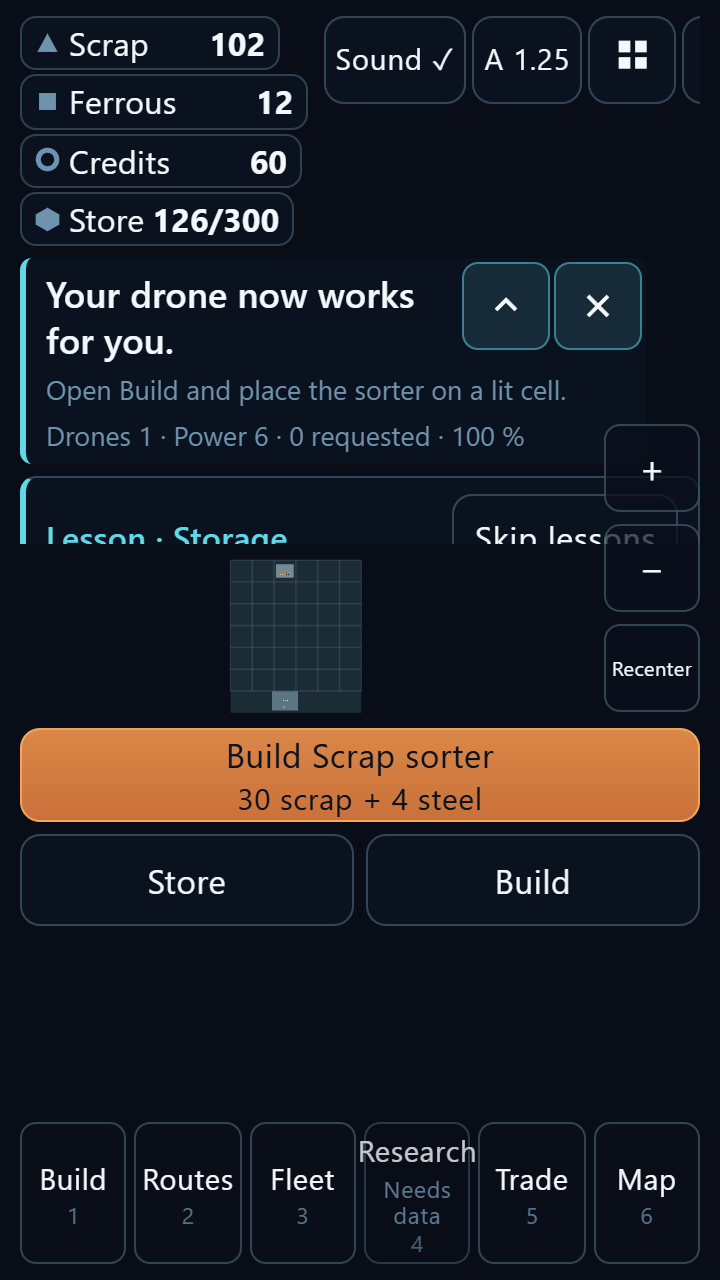 Scrap 102
Sound ✓
A 1.25
Ferrous 12
Credits 60
Store 126/300
Your drone now works
for you.
Open Build and place the sorter on a lit cell.
Drones 1 · Power 6 · 0 requested · 100 %
+
Lesson · Storage
Skip lessons
−
Recenter
Build Scrap sorter
30 scrap + 4 steel
Store
Build
Build
1
Routes
2
Fleet
3
Research
Needs
data
4
Trade
5
Map
6